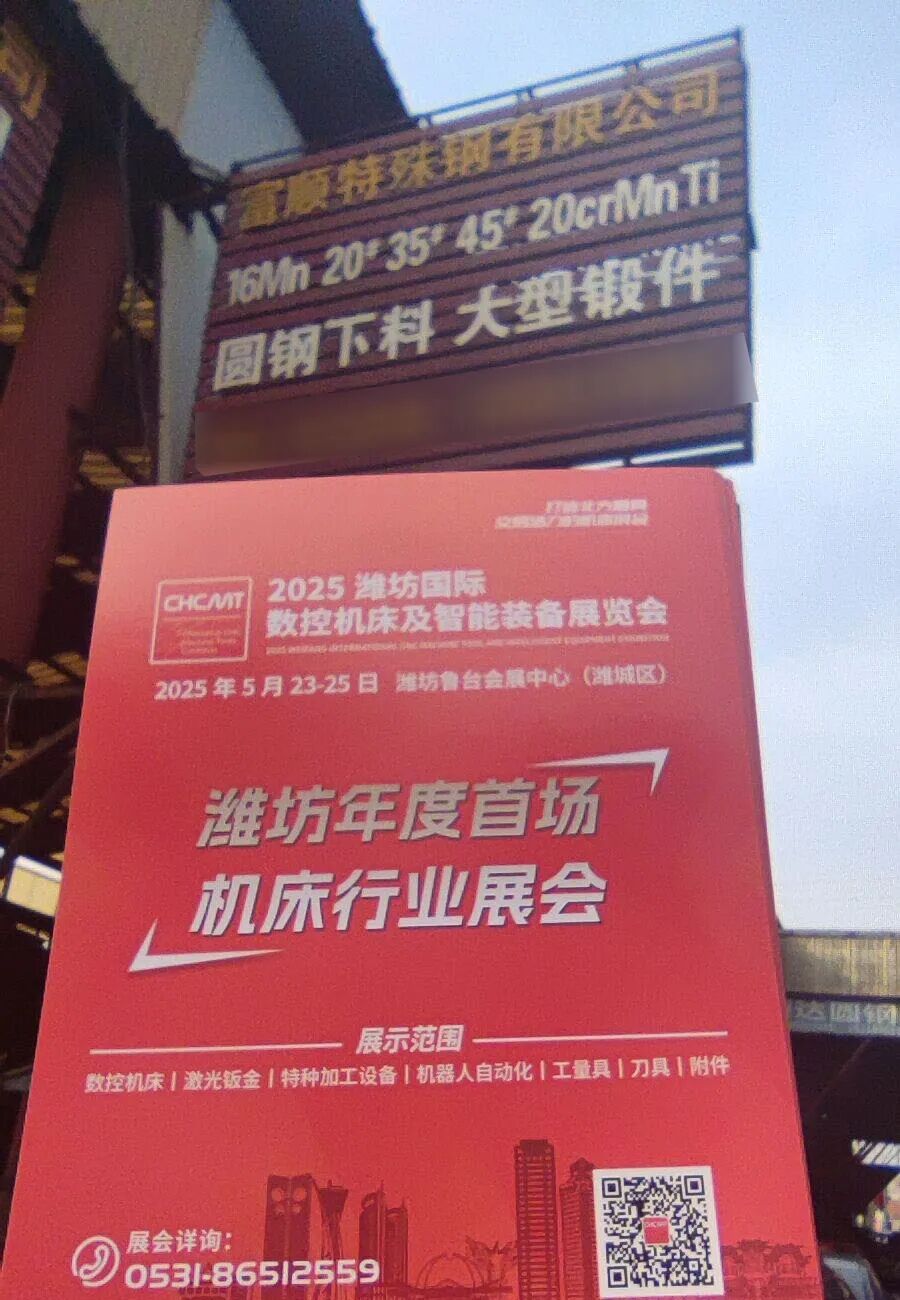 富顺特殊钢有限公司
16Mn 20# 35# 45# 20crMnTi
圆钢下料 大型锻件
CHCMT
2025 潍坊国际
数控机床及智能装备展览会
2025 年 5 月 23-25 日 潍坊鲁台会展中心（潍城区）
潍坊年度首场
机床行业展会
展示范围
数控机床 | 激光钣金 | 特种加工设备 | 机器人自动化 | 工量具 | 刀具 | 附件
展会详询：
0531-86512559
圆钢